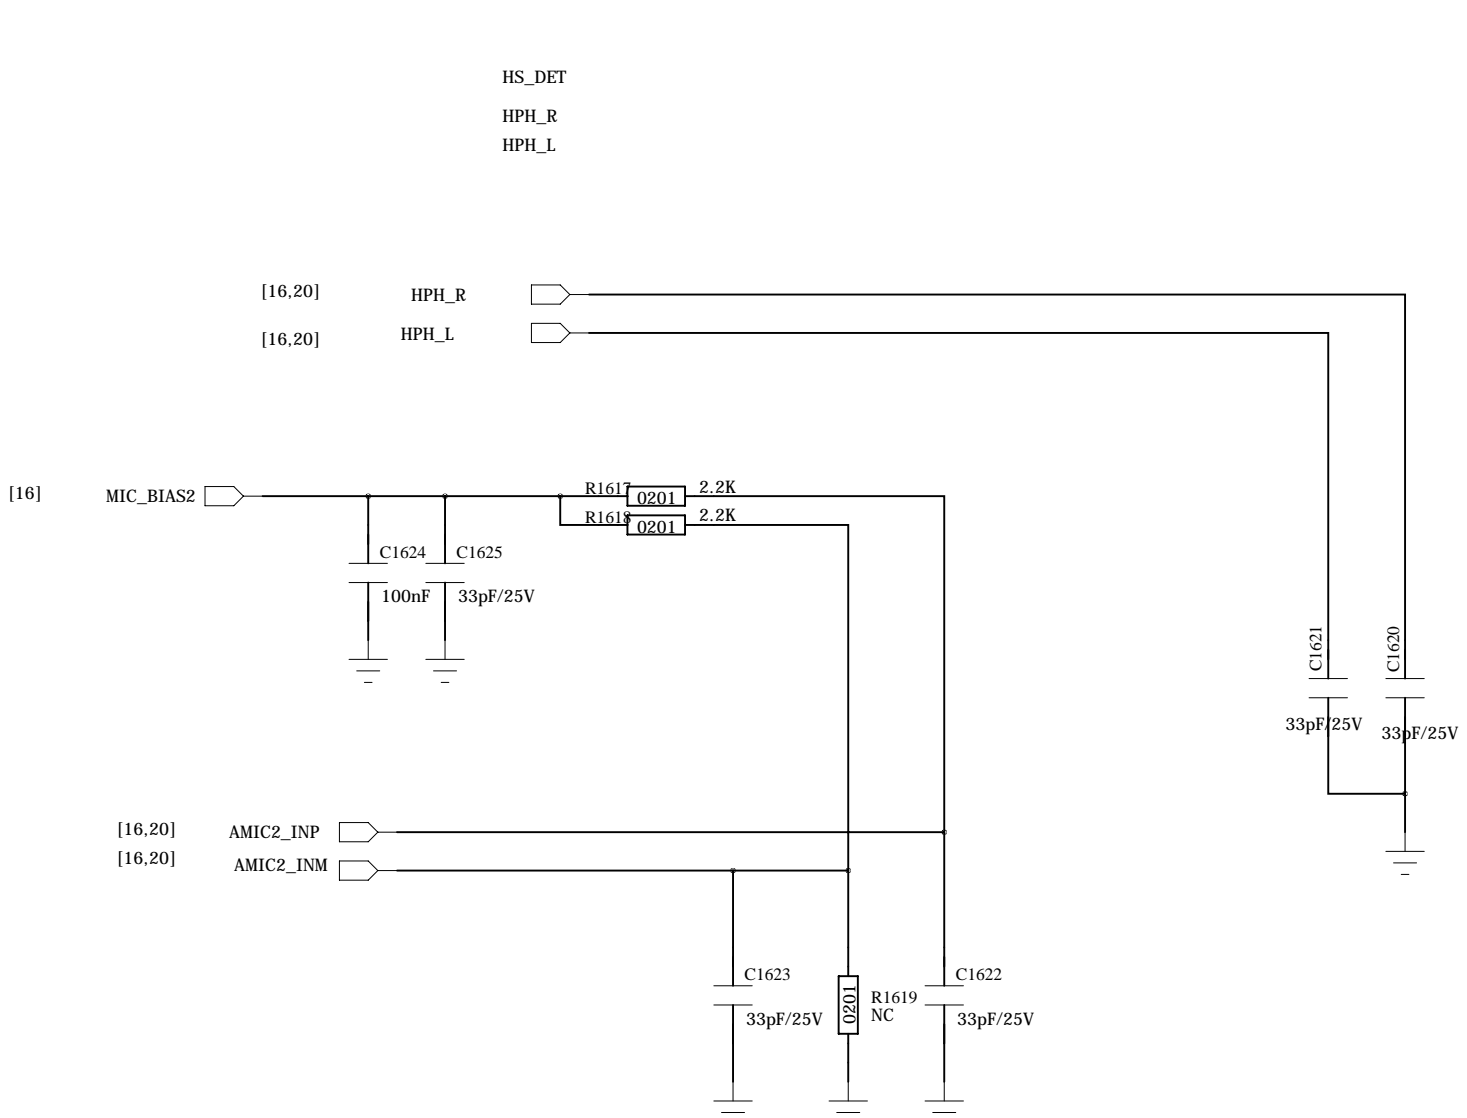 HS_DET
HPH_R
HPH_L
[16,20] HPH_R
[16,20] HPH_L
[16] MIC_BIAS2
R1617 0201 2.2K
R1618 0201 2.2K
C1624 C1625
100nF 33pF/25V
C1621 C1620
33pF/25V 33pF/25V
[16,20] AMIC2_INP
[16,20] AMIC2_INM
C1623
33pF/25V
0201
R1619
NC
C1622
33pF/25V